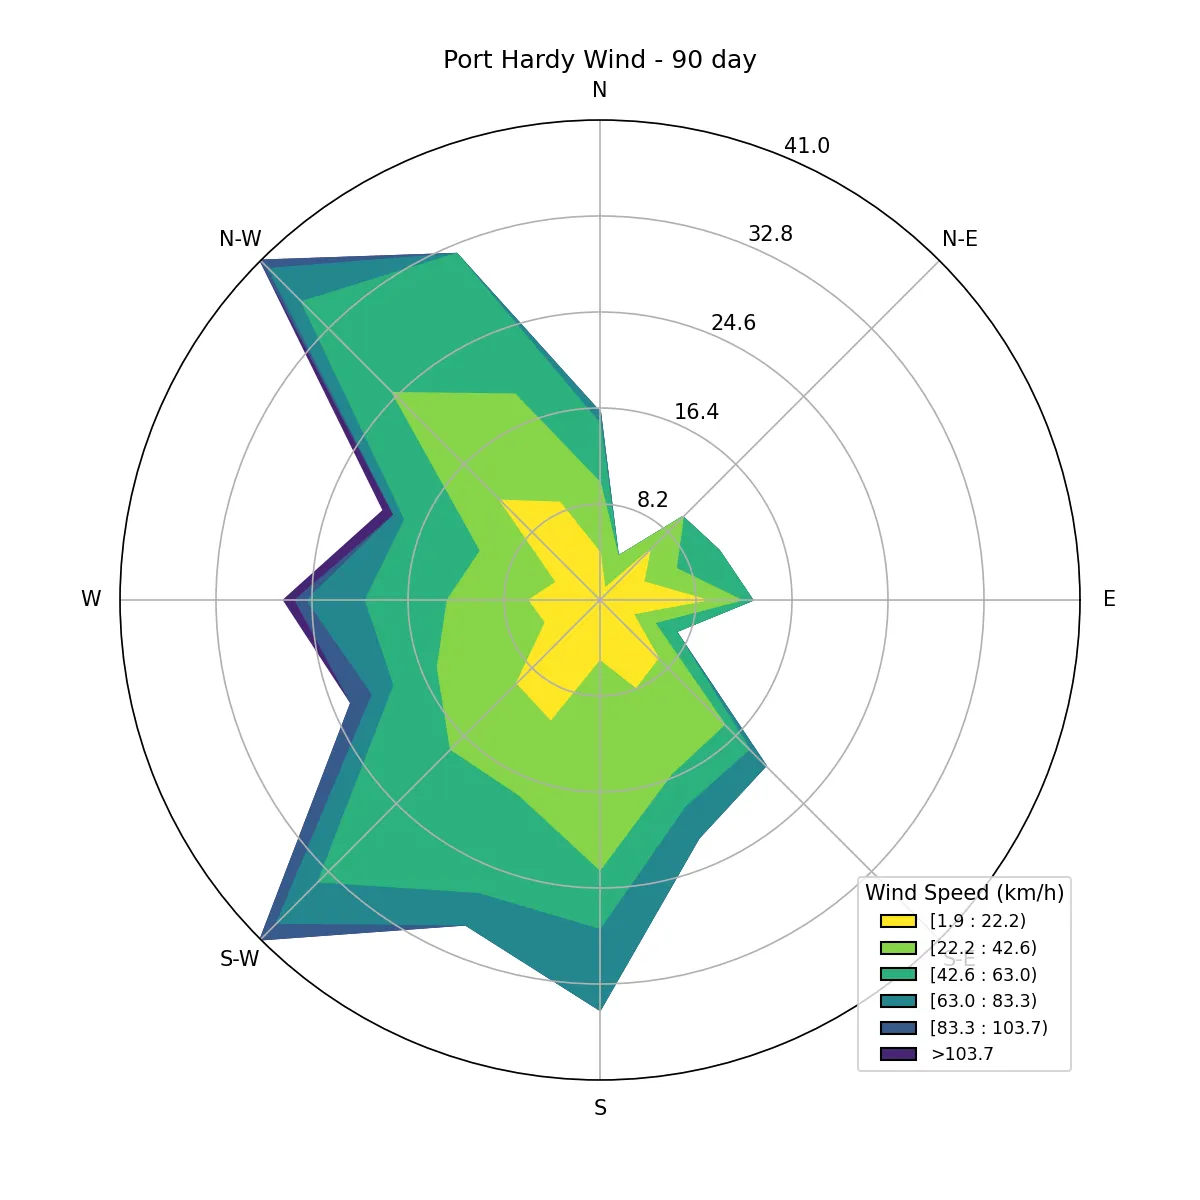 Port Hardy Wind - 90 day
N
41.0
32.8
N-W
N-E
24.6
16.4
8.2
W
E
S-W
S-E
Wind Speed (km/h)
[1.9 : 22.2)
[22.2 : 42.6)
[42.6 : 63.0)
[63.0 : 83.3)
[83.3 : 103.7)
>103.7
S